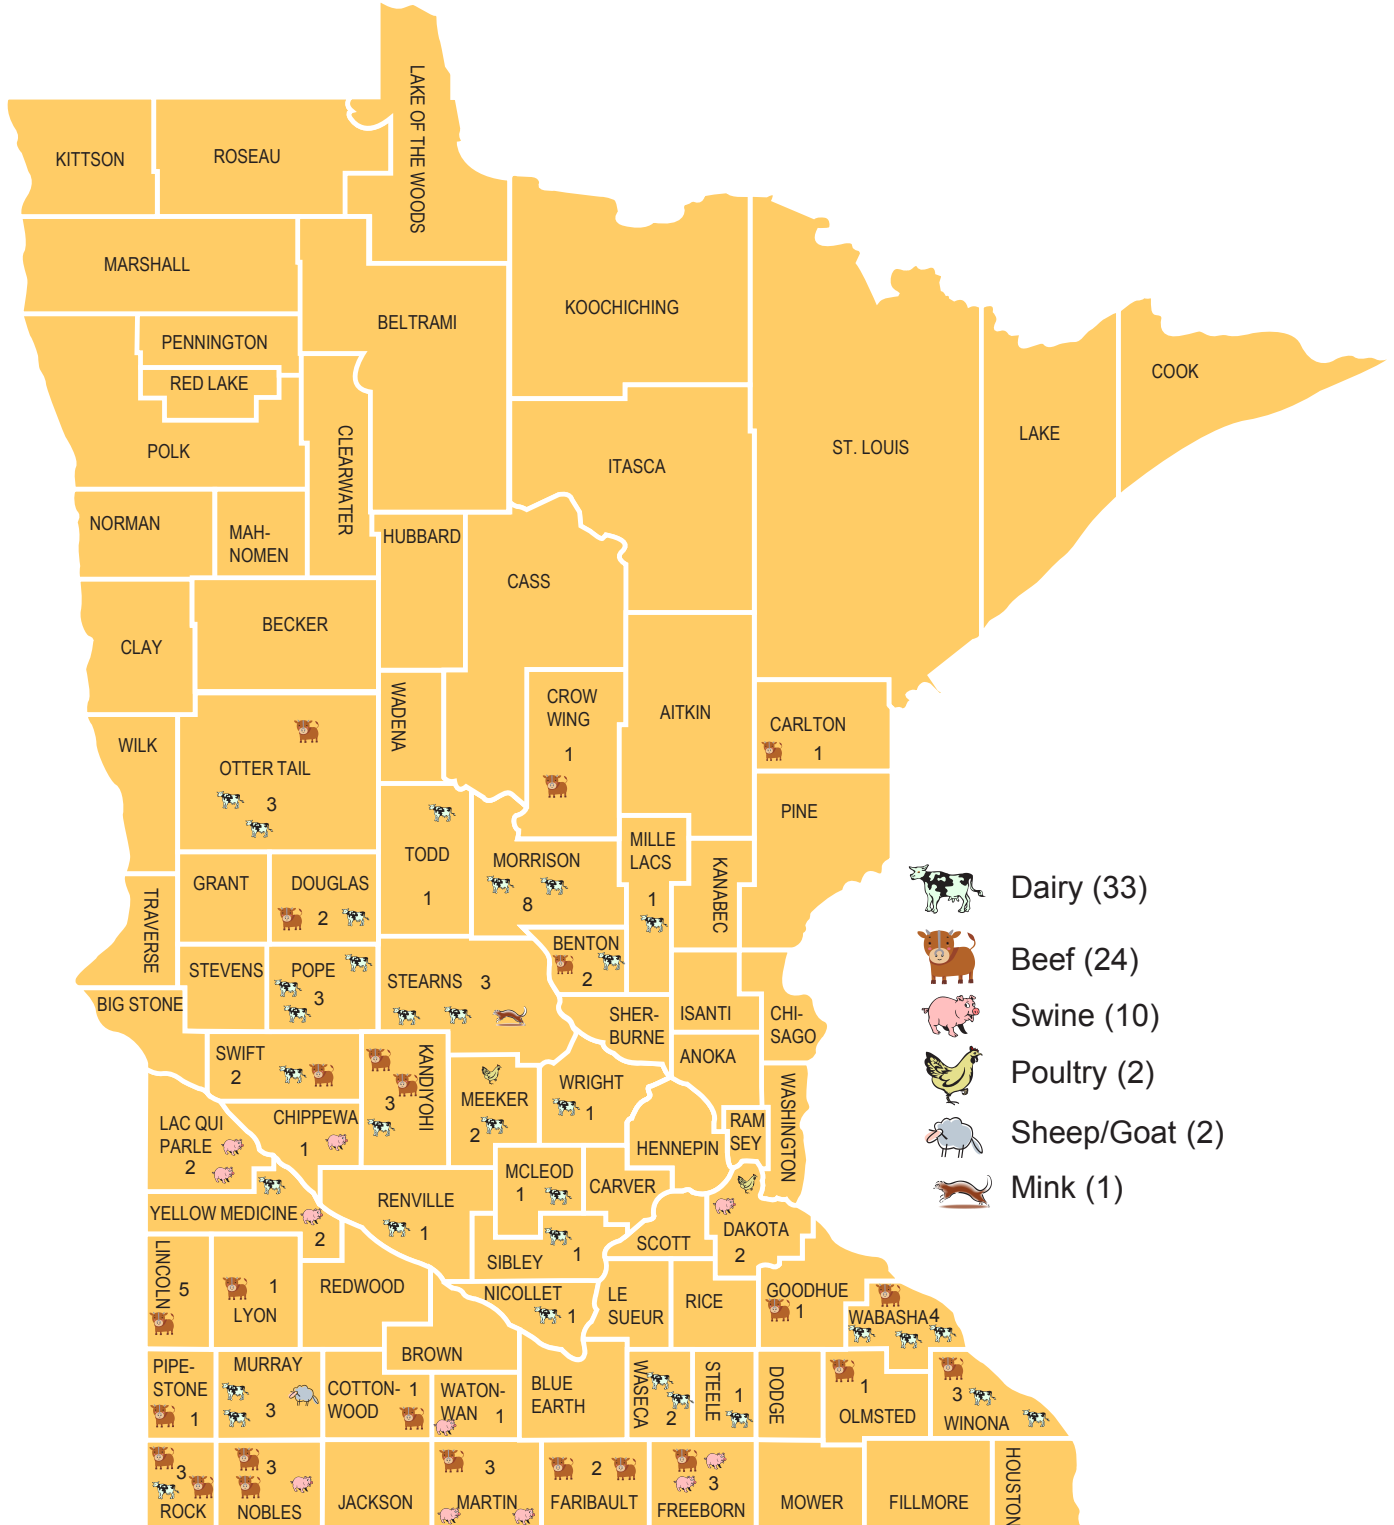 LAKE OF THE WOODS
KITTSON
ROSEAU
MARSHALL
BELTRAMI
KOOCHICHING
PENNINGTON
RED LAKE
COOK
POLK
CLEARWATER
ITASCA
ST. LOUIS
LAKE
NORMAN
MAH-
NOMEN
HUBBARD
CASS
BECKER
CLAY
WADENA
CROW
WING
1
AITKIN
CARLTON
1
WILK
OTTER TAIL
3
PINE
TODD
1
MORRISON
8
MILLE
LACS
1
KANABEC
GRANT
DOUGLAS
2
TRAVERSE
STEVENS
POPE
3
STEARNS 3
BENTON
2
BIG STONE
SHER-
BURNE
ISANTI
CHI-
SAGO
ANOKA
SWIFT
2
KANDIYOHI
3
MEEKER
2
WRIGHT
1
WASHINGTON
LAC QUI
PARLE
2
CHIPPEWA
1
HENNEPIN
RAM
SEY
MCLEOD
1
CARVER
YELLOW MEDICINE
2
RENVILLE
1
SIBLEY
1
SCOTT
DAKOTA
2
LINCOLN
5
1
LYON
REDWOOD
NICOLLET
1
LE
SUEUR
RICE
GOODHUE
1
WABASHA4
BROWN
PIPE-
STONE
1
MURRAY
3
COTTON-
WOOD
1
WATON-
WAN 1
BLUE
EARTH
WASECA
2
STEELE
1
DODGE
1
OLMSTED
3
WINONA
3
ROCK
3
NOBLES
JACKSON
3
MARTIN
2
FARIBAULT
3
FREEBORN
MOWER
FILLMORE
HOUSTON
Dairy (33)
Beef (24)
Swine (10)
Poultry (2)
Sheep/Goat (2)
Mink (1)